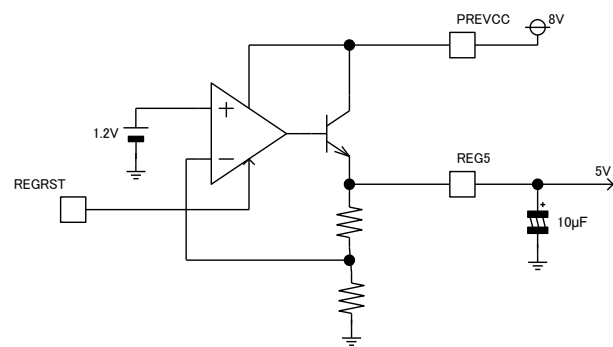 PREVCC
8V
+
1.2V
−
REGRST
REG5
5V
+
10μF